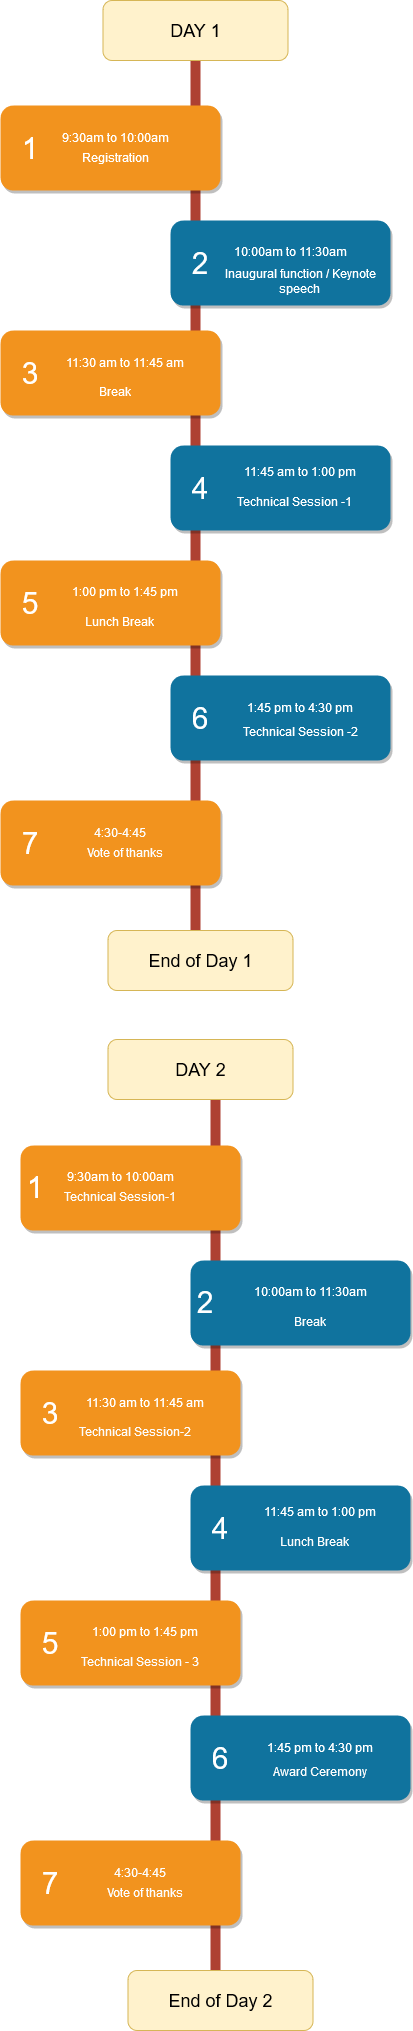 DAY 1
1
9:30am to 10:00am
Registration
2
10:00am to 11:30am
Inaugural function / Keynote
speech
3
11:30 am to 11:45 am
Break
4
11:45 am to 1:00 pm
Technical Session -1
5
1:00 pm to 1:45 pm
Lunch Break
6
1:45 pm to 4:30 pm
Technical Session -2
7
4:30-4:45
Vote of thanks
End of Day 1
DAY 2
1
9:30am to 10:00am
Technical Session-1
2
10:00am to 11:30am
Break
3
11:30 am to 11:45 am
Technical Session-2
4
11:45 am to 1:00 pm
Lunch Break
5
1:00 pm to 1:45 pm
Technical Session - 3
6
1:45 pm to 4:30 pm
Award Ceremony
7
4:30-4:45
Vote of thanks
End of Day 2